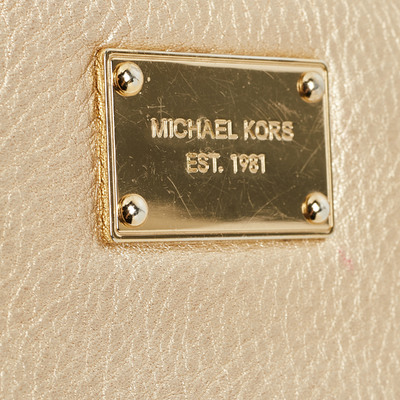 MICHAEL KORS
EST. 1981